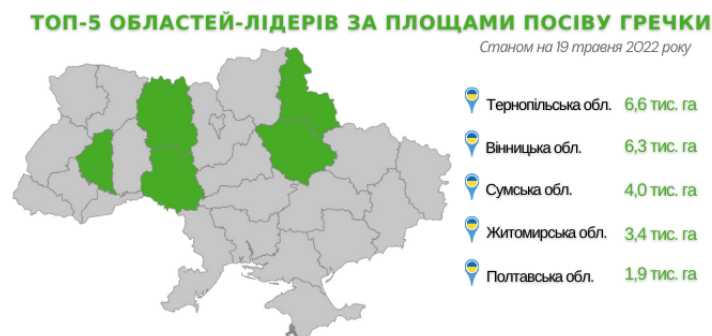 ТОП-5 ОБЛАСТЕЙ-ЛІДЕРІВ ЗА ПЛОЩАМИ ПОСІВУ ГРЕЧКИ
Станом на 19 травня 2022 року
Тернопільська обл. 6,6 тис. га
Вінницька обл. 6,3 тис. га
Сумська обл. 4,0 тис. га
Житомирська обл. 3,4 тис. га
Полтавська обл. 1,9 тис. га